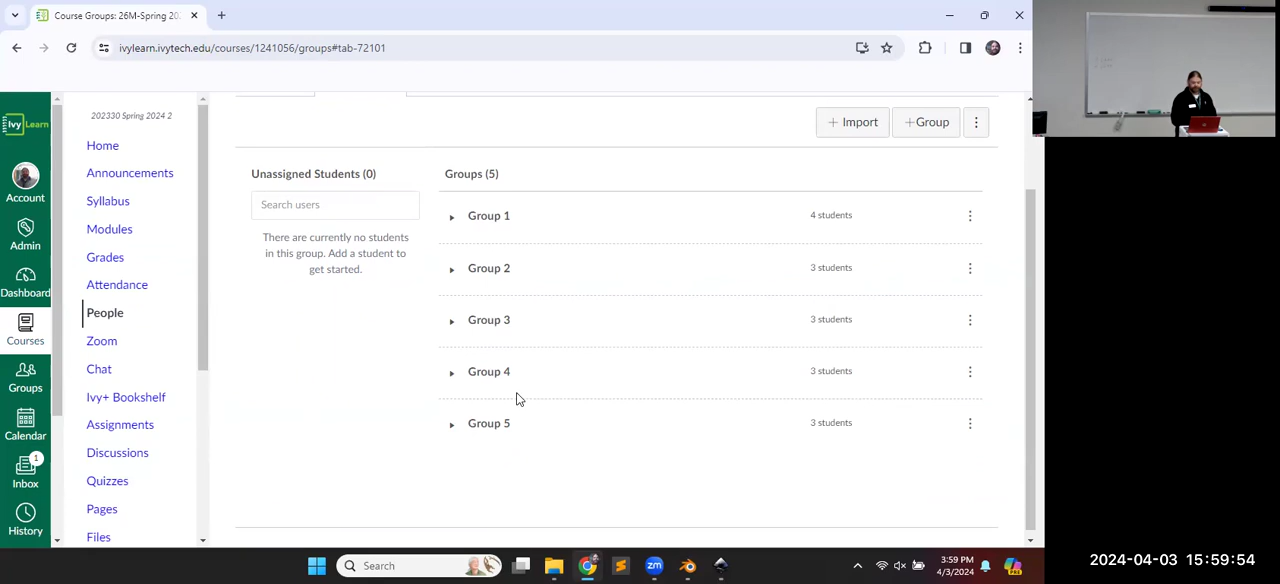 Course Groups: 26M-Spring 202
ivylearn.ivytech.edu/courses/1241056/groups#tab-72101
Ivy Learn
Account
Admin
Dashboard
Courses
Groups
Calendar
1
Inbox
History
202330 Spring 2024 2
Home
Announcements
Syllabus
Modules
Grades
Attendance
People
Zoom
Chat
Ivy+ Bookshelf
Assignments
Discussions
Quizzes
Pages
Files
+ Import
+Group
Unassigned Students (0)
Search users
There are currently no students
in this group. Add a student to
get started.
Groups (5)
Group 1
4 students
Group 2
3 students
Group 3
3 students
Group 4
3 students
Group 5
3 students
Search
zm
3:59 PM
4/3/2024
PRE
2024-04-03 15:59:54